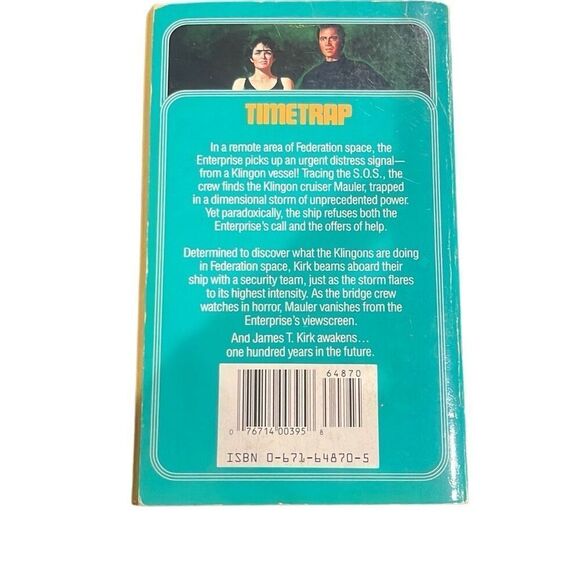 TIMETRAP
In a remote area of Federation space, the
Enterprise picks up an urgent distress signal—
from a Klingon vessel! Tracing the S.O.S., the
crew finds the Klingon cruiser Mauler, trapped
in a dimensional storm of unprecedented power.
Yet paradoxically, the ship refuses both the
Enterprise's call and the offers of help.
Determined to discover what the Klingons are doing
in Federation space, Kirk beams aboard their
ship with a security team, just as the storm flares
to its highest intensity. As the bridge crew
watches in horror, Mauler vanishes from the
Enterprise's viewscreen.
And James T. Kirk awakens...
one hundred years in the future.
64870
0 76714 00395 8
ISBN 0-671-64870-5